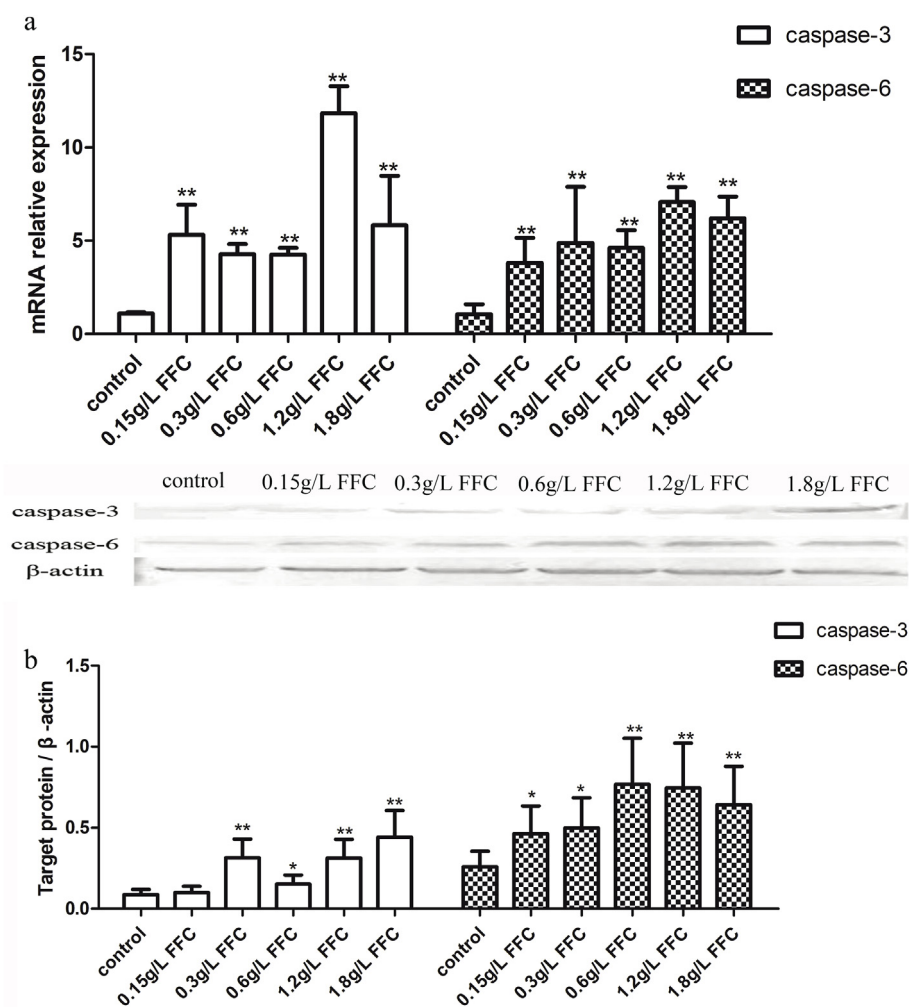 a
caspase-3
caspase-6
mRNA relative expression
15
10
5
0
** ** ** ** **
** ** ** ** **
control 0.15g/L FFC 0.3g/L FFC 0.6g/L FFC 1.2g/L FFC 1.8g/L FFC
control 0.15g/L FFC 0.3g/L FFC 0.6g/L FFC 1.2g/L FFC 1.8g/L FFC
control 0.15g/L FFC 0.3g/L FFC 0.6g/L FFC 1.2g/L FFC 1.8g/L FFC
caspase-3
caspase-6
β-actin
b
caspase-3
caspase-6
Target protein / β -actin
1.5
1.0
0.5
0.0
** * ** **
* * ** ** **
control 0.15g/L FFC 0.3g/L FFC 0.6g/L FFC 1.2g/L FFC 1.8g/L FFC
control 0.15g/L FFC 0.3g/L FFC 0.6g/L FFC 1.2g/L FFC 1.8g/L FFC